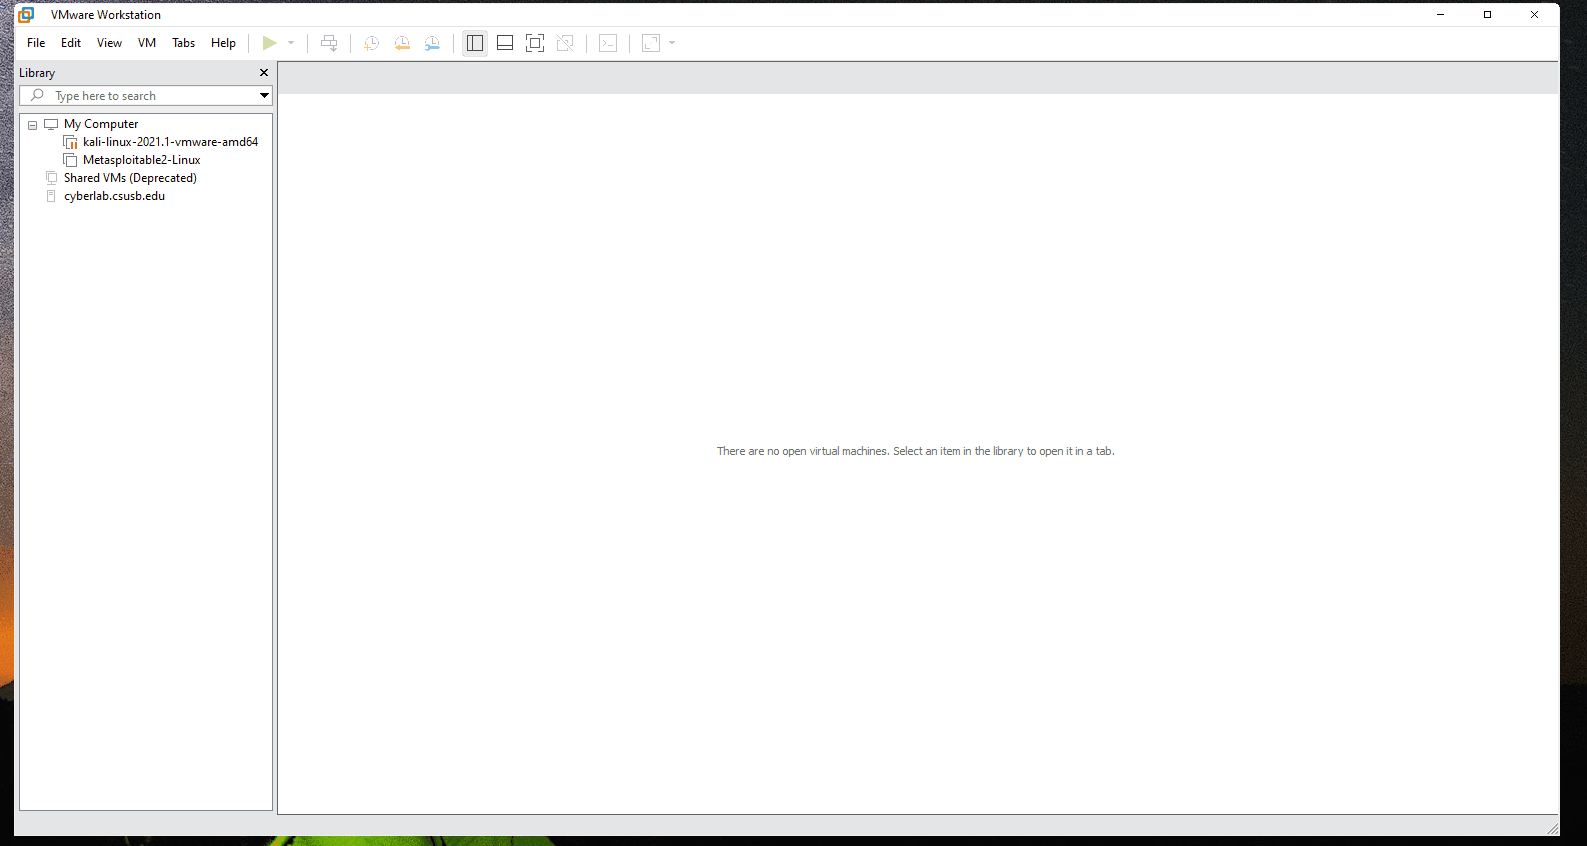 VMware Workstation
File Edit View VM Tabs Help
Library
Type here to search
My Computer
kali-linux-2021.1-vmware-amd64
Metasploitable2-Linux
Shared VMs (Deprecated)
cyberlab.csusb.edu
There are no open virtual machines. Select an item in the library to open it in a tab.